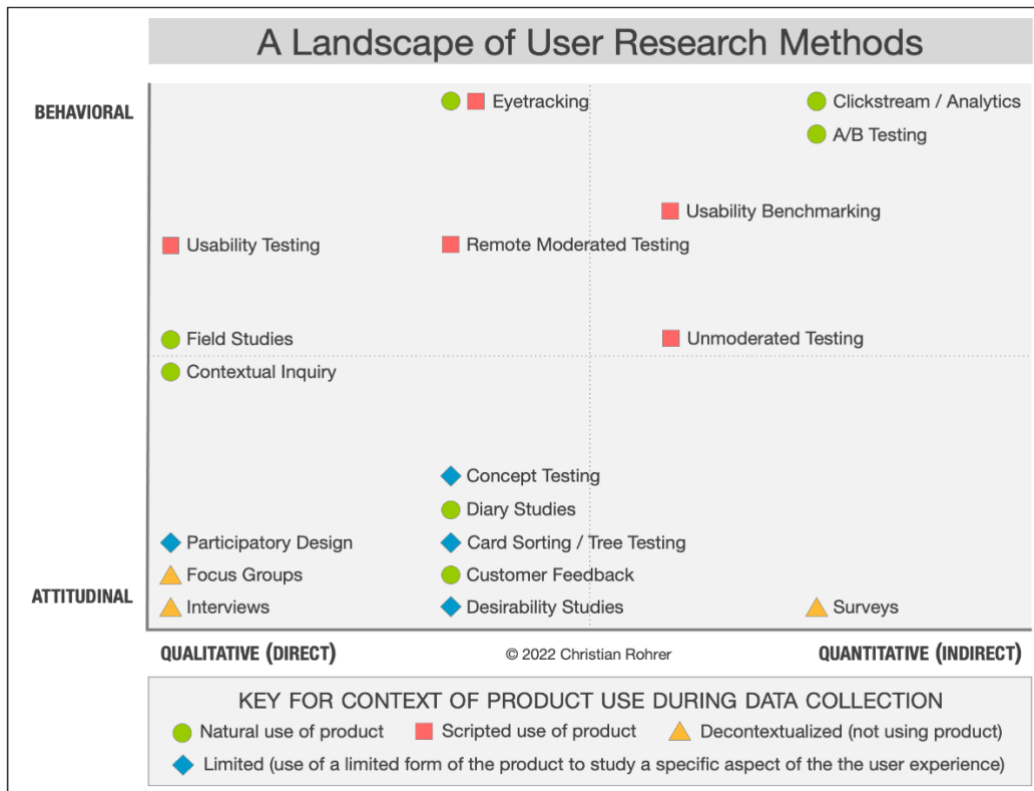 A Landscape of User Research Methods
BEHAVIORAL
Eyetracking
Clickstream / Analytics
A/B Testing
Usability Benchmarking
Usability Testing
Remote Moderated Testing
Field Studies
Unmoderated Testing
Contextual Inquiry
Concept Testing
Diary Studies
Participatory Design
Card Sorting / Tree Testing
Focus Groups
Customer Feedback
ATTITUDINAL
Interviews
Desirability Studies
Surveys
QUALITATIVE (DIRECT)
© 2022 Christian Rohrer
QUANTITATIVE (INDIRECT)
KEY FOR CONTEXT OF PRODUCT USE DURING DATA COLLECTION
Natural use of product
Scripted use of product
Decontextualized (not using product)
Limited (use of a limited form of the product to study a specific aspect of the the user experience)